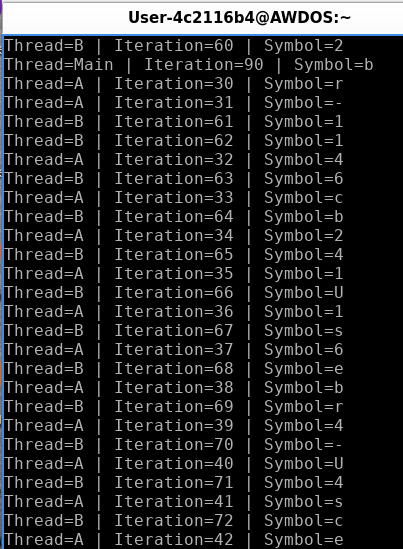 User-4c2116b4@AWDOS:~
Thread=B | Iteration=60 | Symbol=2
Thread=Main | Iteration=90 | Symbol=b
Thread=A | Iteration=30 | Symbol=r
Thread=A | Iteration=31 | Symbol=-
Thread=B | Iteration=61 | Symbol=1
Thread=B | Iteration=62 | Symbol=1
Thread=A | Iteration=32 | Symbol=4
Thread=B | Iteration=63 | Symbol=6
Thread=A | Iteration=33 | Symbol=c
Thread=B | Iteration=64 | Symbol=b
Thread=A | Iteration=34 | Symbol=2
Thread=B | Iteration=65 | Symbol=4
Thread=A | Iteration=35 | Symbol=1
Thread=B | Iteration=66 | Symbol=U
Thread=A | Iteration=36 | Symbol=1
Thread=B | Iteration=67 | Symbol=s
Thread=A | Iteration=37 | Symbol=6
Thread=B | Iteration=68 | Symbol=e
Thread=A | Iteration=38 | Symbol=b
Thread=B | Iteration=69 | Symbol=r
Thread=A | Iteration=39 | Symbol=4
Thread=B | Iteration=70 | Symbol=-
Thread=A | Iteration=40 | Symbol=U
Thread=B | Iteration=71 | Symbol=4
Thread=A | Iteration=41 | Symbol=s
Thread=B | Iteration=72 | Symbol=c
Thread=A | Iteration=42 | Symbol=e